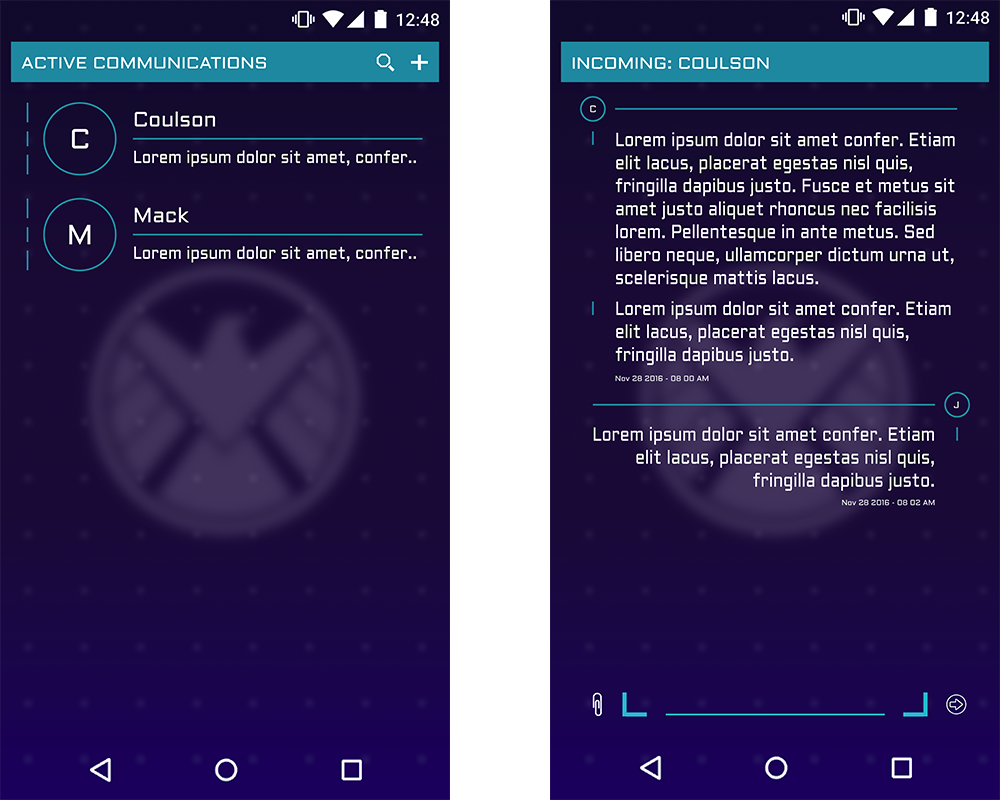 12:48
ACTIVE COMMUNICATIONS
C
Coulson
Lorem ipsum dolor sit amet, confer..
M
Mack
Lorem ipsum dolor sit amet, confer..
12:48
INCOMING: COULSON
C
Lorem ipsum dolor sit amet confer. Etiam
elit lacus, placerat egestas nisl quis,
fringilla dapibus justo. Fusce et metus sit
amet justo aliquet rhoncus nec facilisis
lorem. Pellentesque in ante metus. Sed
libero neque, ullamcorper dictum urna ut,
scelerisque mattis lacus.
Lorem ipsum dolor sit amet confer. Etiam
elit lacus, placerat egestas nisl quis,
fringilla dapibus justo.
Nov 28 2016 - 08 00 AM
J
Lorem ipsum dolor sit amet confer. Etiam
elit lacus, placerat egestas nisl quis,
fringilla dapibus justo.
Nov 28 2016 - 08 02 AM